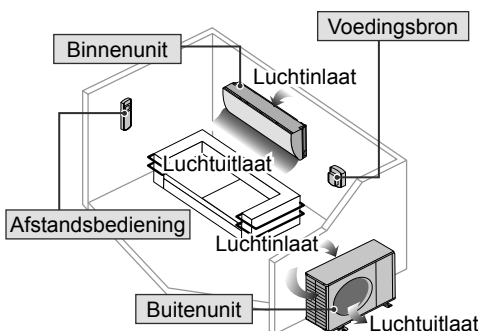 Voedingsbron
Binnenunit
Luchtinlaat
Luchtuitlaat
Afstandsbediening
Luchtinlaat
Buitenunit
Luchtuitlaat